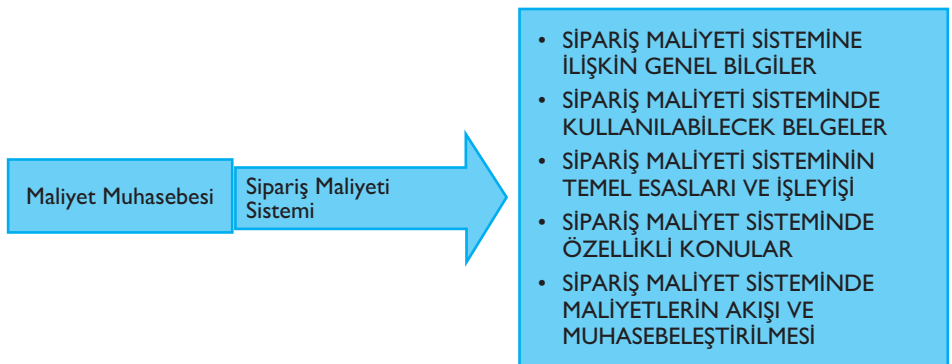 Maliyet Muhasebesi
Sipariş Maliyeti
Sistemi
• SİPARİŞ MALİYETİ SİSTEMİNE
İLİŞKİN GENEL BİLGİLER
• SİPARİŞ MALİYETİ SİSTEMİNDE
KULLANILABİLECEK BELGELER
• SİPARİŞ MALİYETİ SİSTEMİNİN
TEMEL ESASLARI VE İŞLEYİŞİ
• SİPARİŞ MALİYET SİSTEMİNDE
ÖZELLİKLİ KONULAR
• SİPARİŞ MALİYET SİSTEMİNDE
MALİYETLERİN AKIŞI VE
MUHASEBELEŞTİRİLMESİ